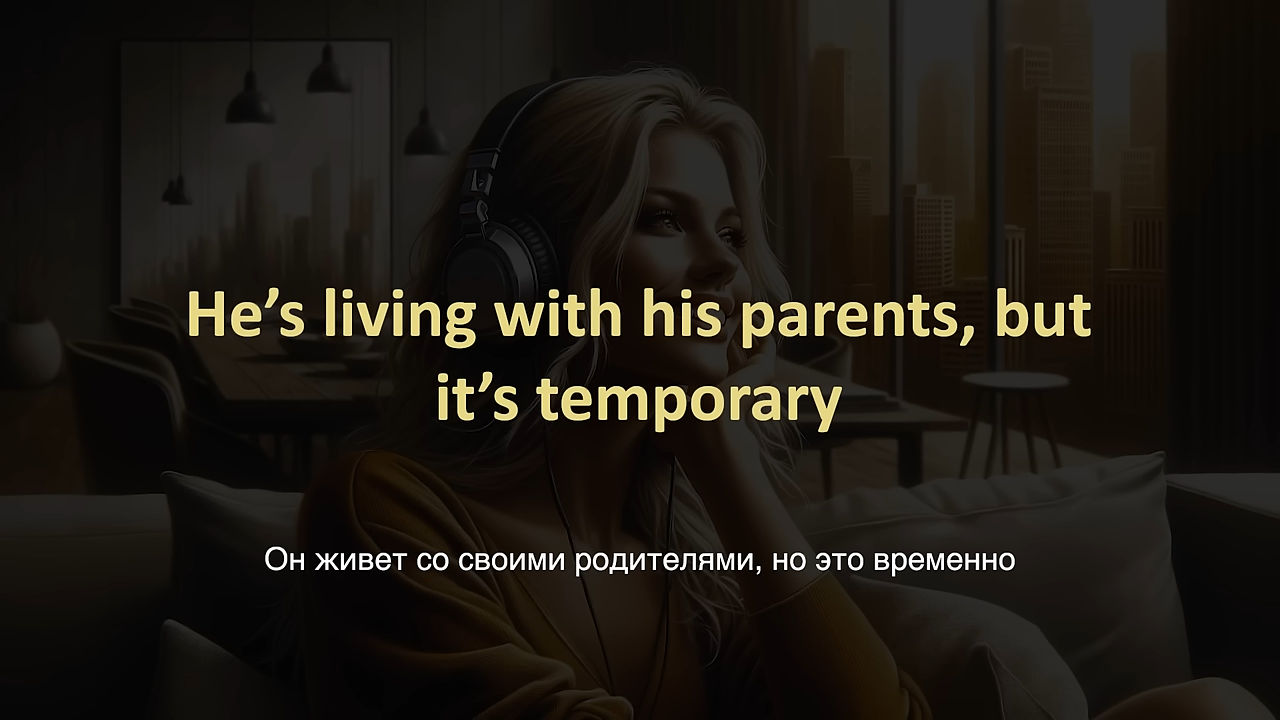 He’s living with his parents, but
it’s temporary
Он живет со своими родителями, но это временно